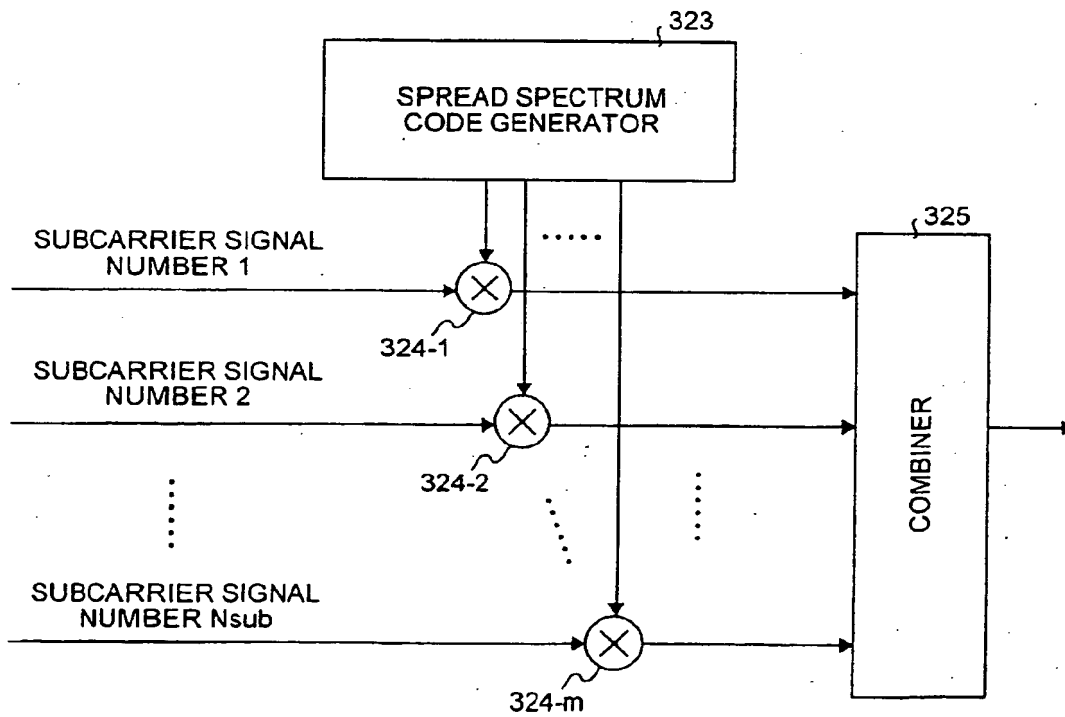 323
SPREAD SPECTRUM
CODE GENERATOR
325
SUBCARRIER SIGNAL
NUMBER 1
324-1
SUBCARRIER SIGNAL
NUMBER 2
324-2
COMBINER
SUBCARRIER SIGNAL
NUMBER Nsub
324-m